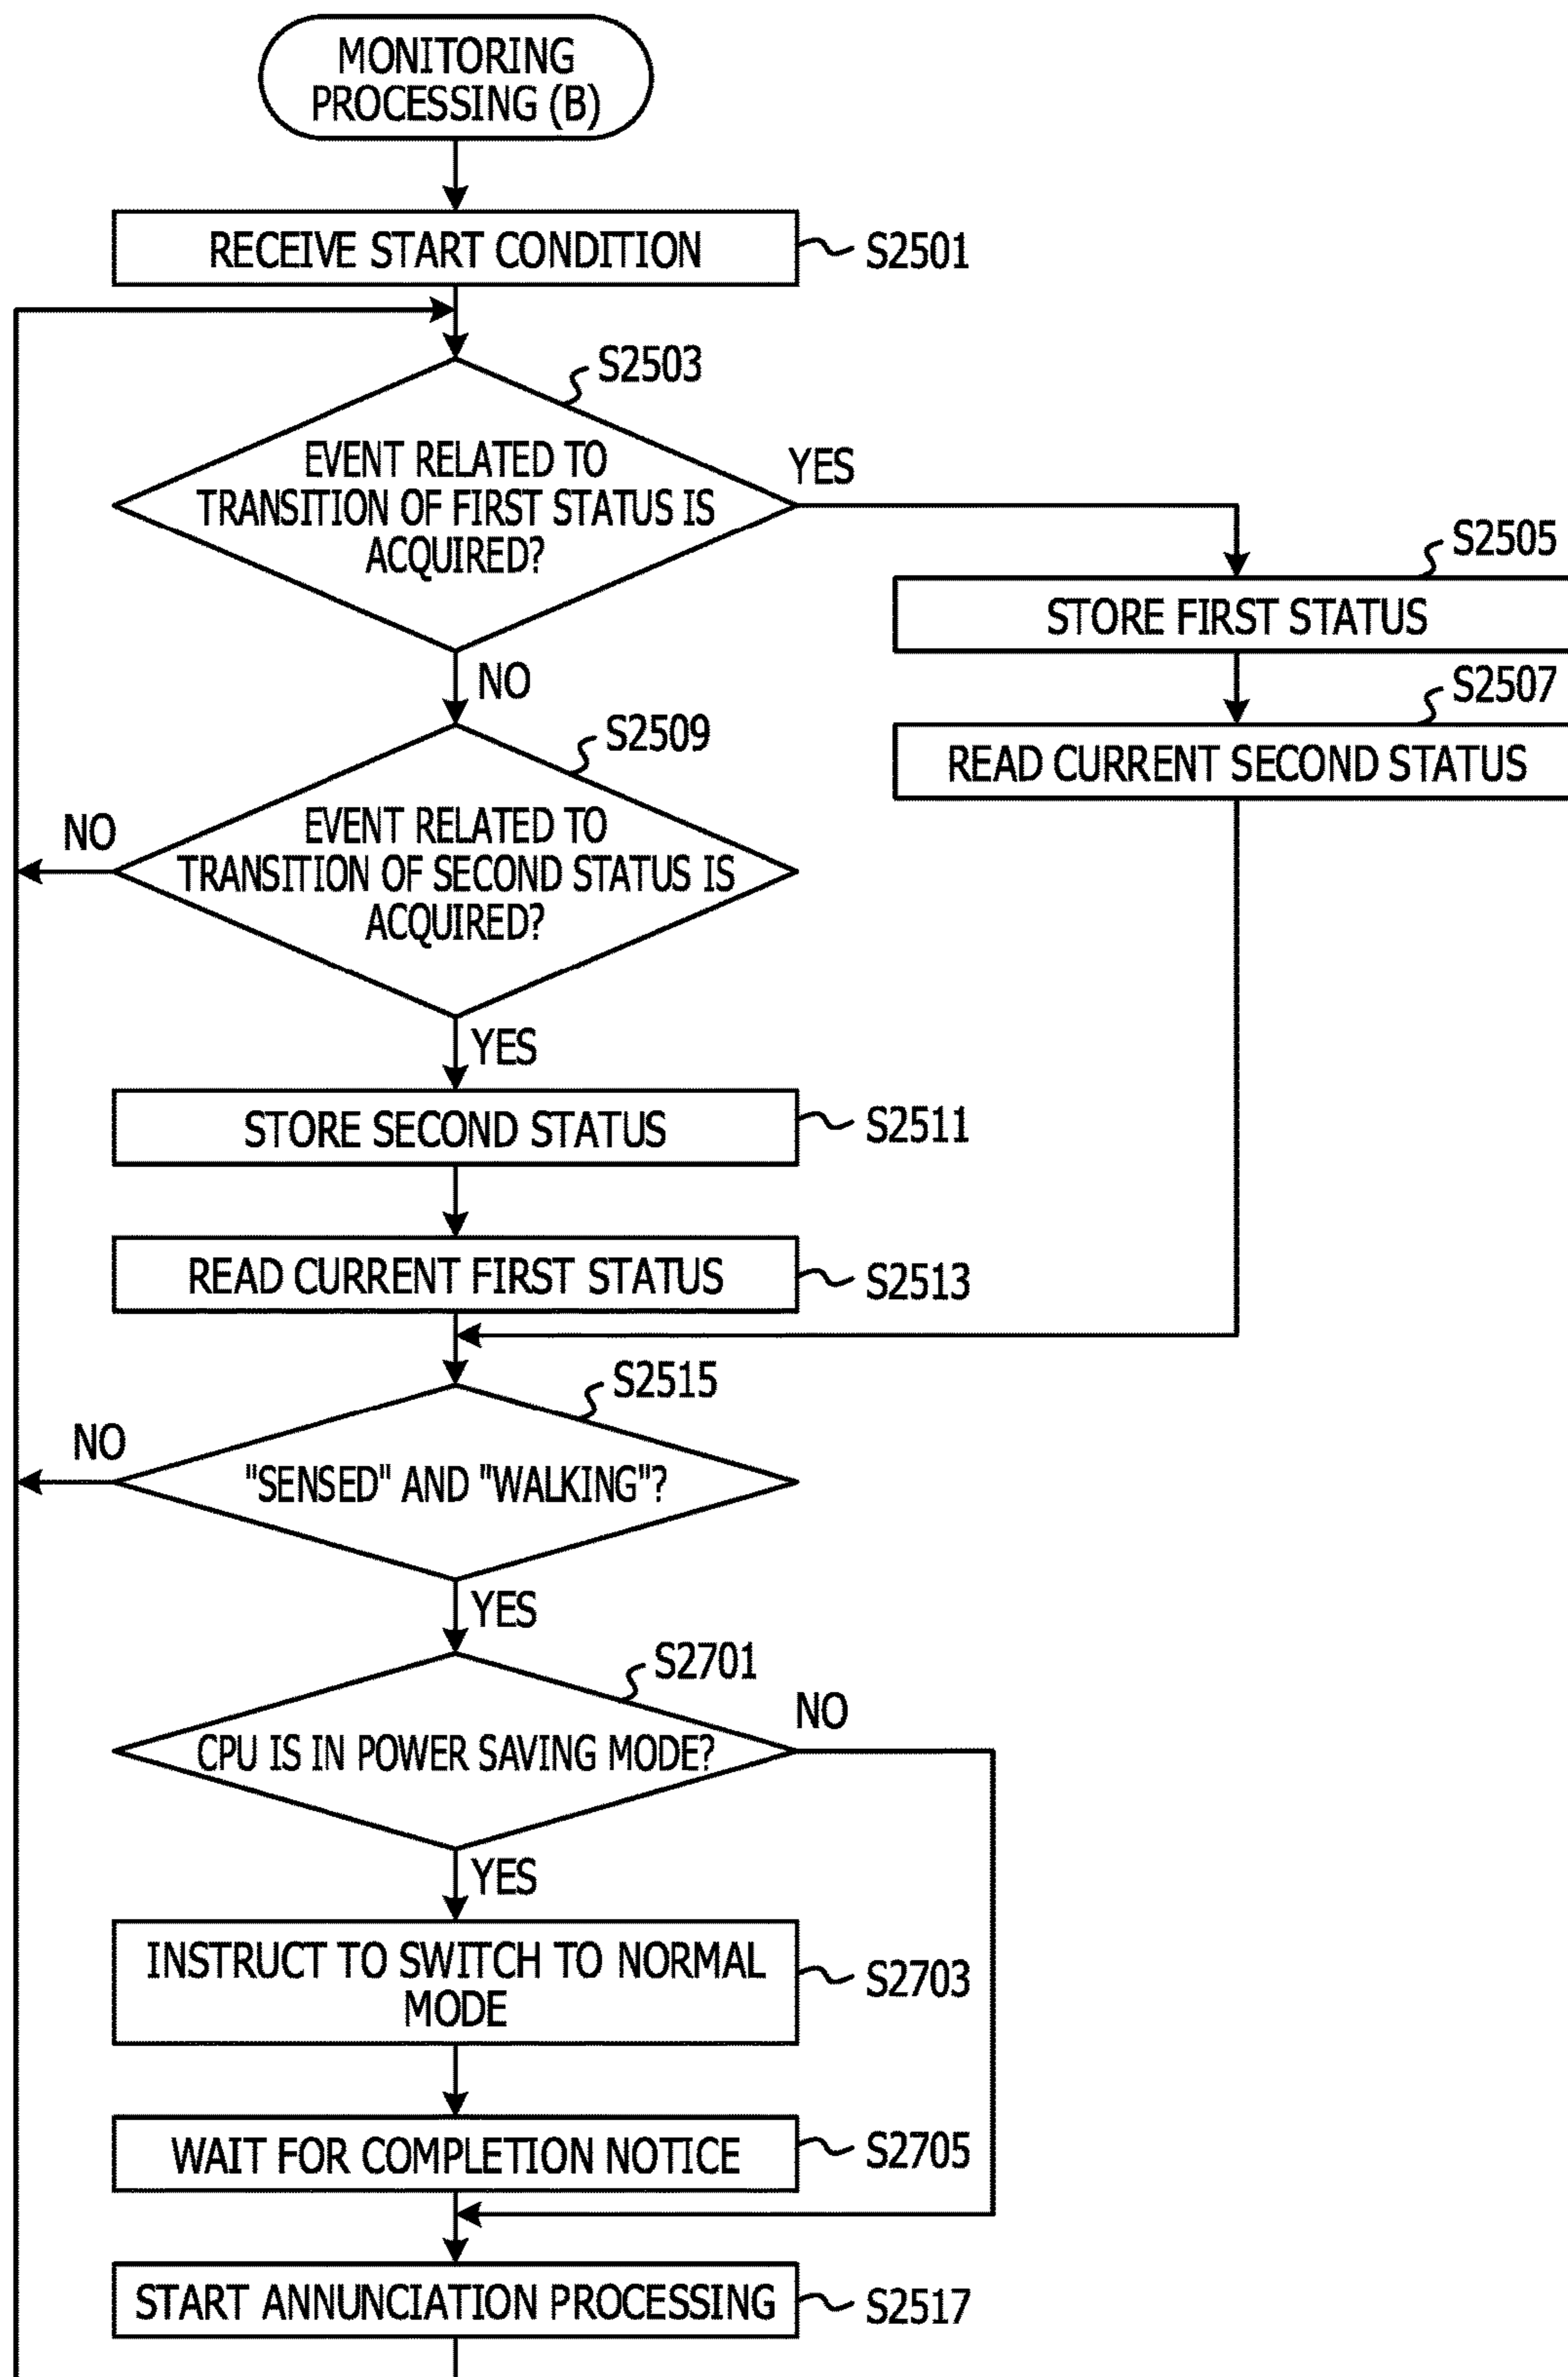 MONITORING
PROCESSING (B)
RECEIVE START CONDITION
S2501
S2503
EVENT RELATED TO
TRANSITION OF FIRST STATUS IS
ACQUIRED?
YES
S2505
STORE FIRST STATUS
NO
S2507
READ CURRENT SECOND STATUS
S2509
EVENT RELATED TO
TRANSITION OF SECOND STATUS IS
ACQUIRED?
NO
YES
STORE SECOND STATUS
S2511
READ CURRENT FIRST STATUS
S2513
S2515
NO
"SENSED" AND "WALKING"?
YES
S2701
NO
CPU IS IN POWER SAVING MODE?
YES
INSTRUCT TO SWITCH TO NORMAL
MODE
S2703
WAIT FOR COMPLETION NOTICE
S2705
START ANNUNCIATION PROCESSING
S2517